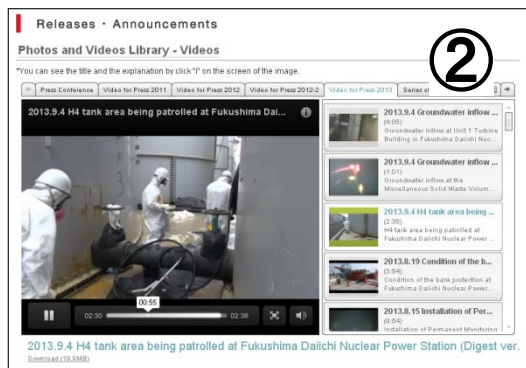 Releases・Announcements
②
Photos and Videos Library - Videos
*You can see the title and the explanation by click "i" on the screen of the image.
Press Conference
Video for Press 2011
Video for Press 2012
Video for Press 2012-2
Video for Press 2013
Series of
2013.9.4 H4 tank area being patrolled at Fukushima Dai...
i
2013.9.4 Groundwater inflow ...
(4:05)
Groundwater inflow at Unit 1 Turbine
Building in Fukushima Daiichi Nuc...
2013.9.4 Groundwater inflow ...
(1:01)
Groundwater inflow at the
Miscellaneous Solid Waste Volum...
2013.9.4 H4 tank area being ...
(2:38)
H4 tank area being patrolled at
Fukushima Daiichi Nuclear Power ...
2013.8.19 Condition of the b...
(3:54)
Condition of the bank protection at
Fukushima Daiichi Nuclear Power...
2013.8.15 Installation of Per...
(9:54)
Installation of Permanent Monitoring
00:55
02:30
02:38
2013.9.4 H4 tank area being patrolled at Fukushima Daiichi Nuclear Power Station (Digest ver.
Download (19.9MB)